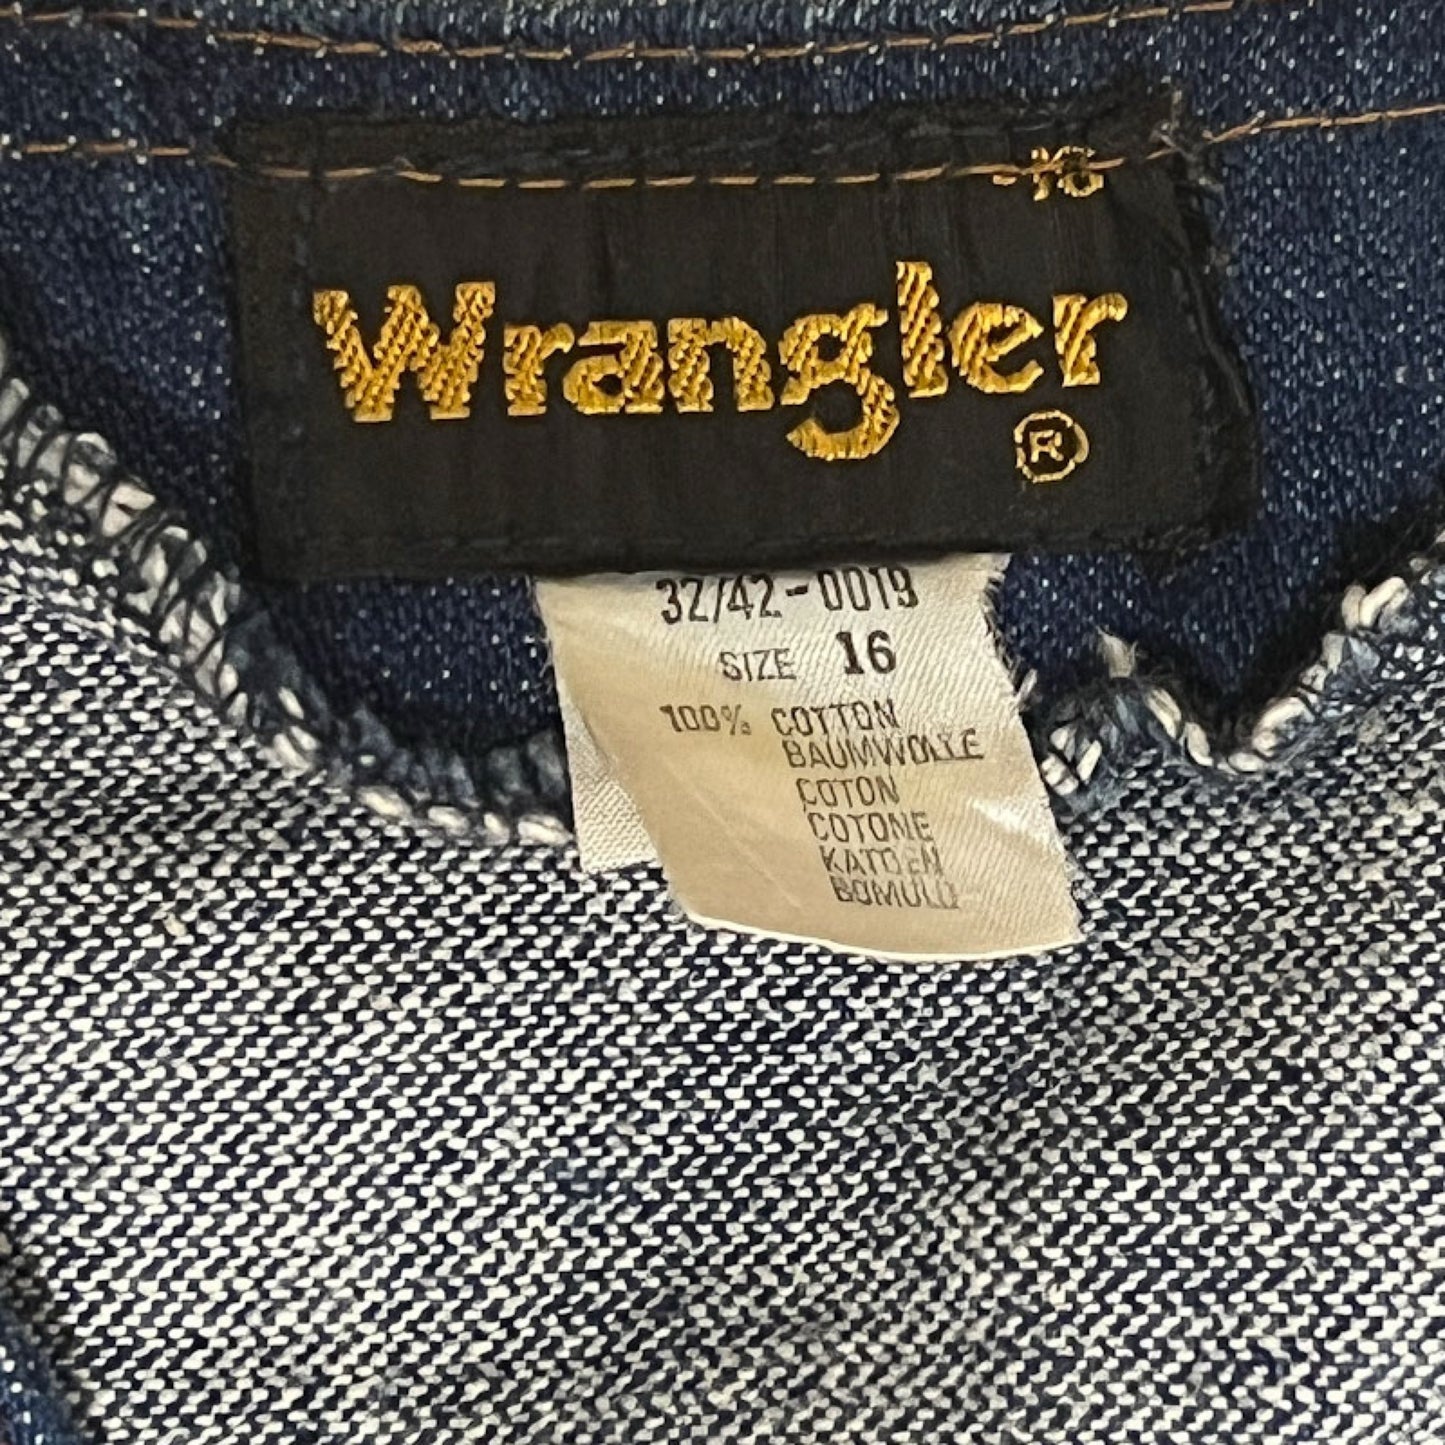 16
Wrangler
®
32/42-0019
SIZE 16
100% COTTON
BAUMWOLLE
COTON
COTONE
KATOEN
BOMULD